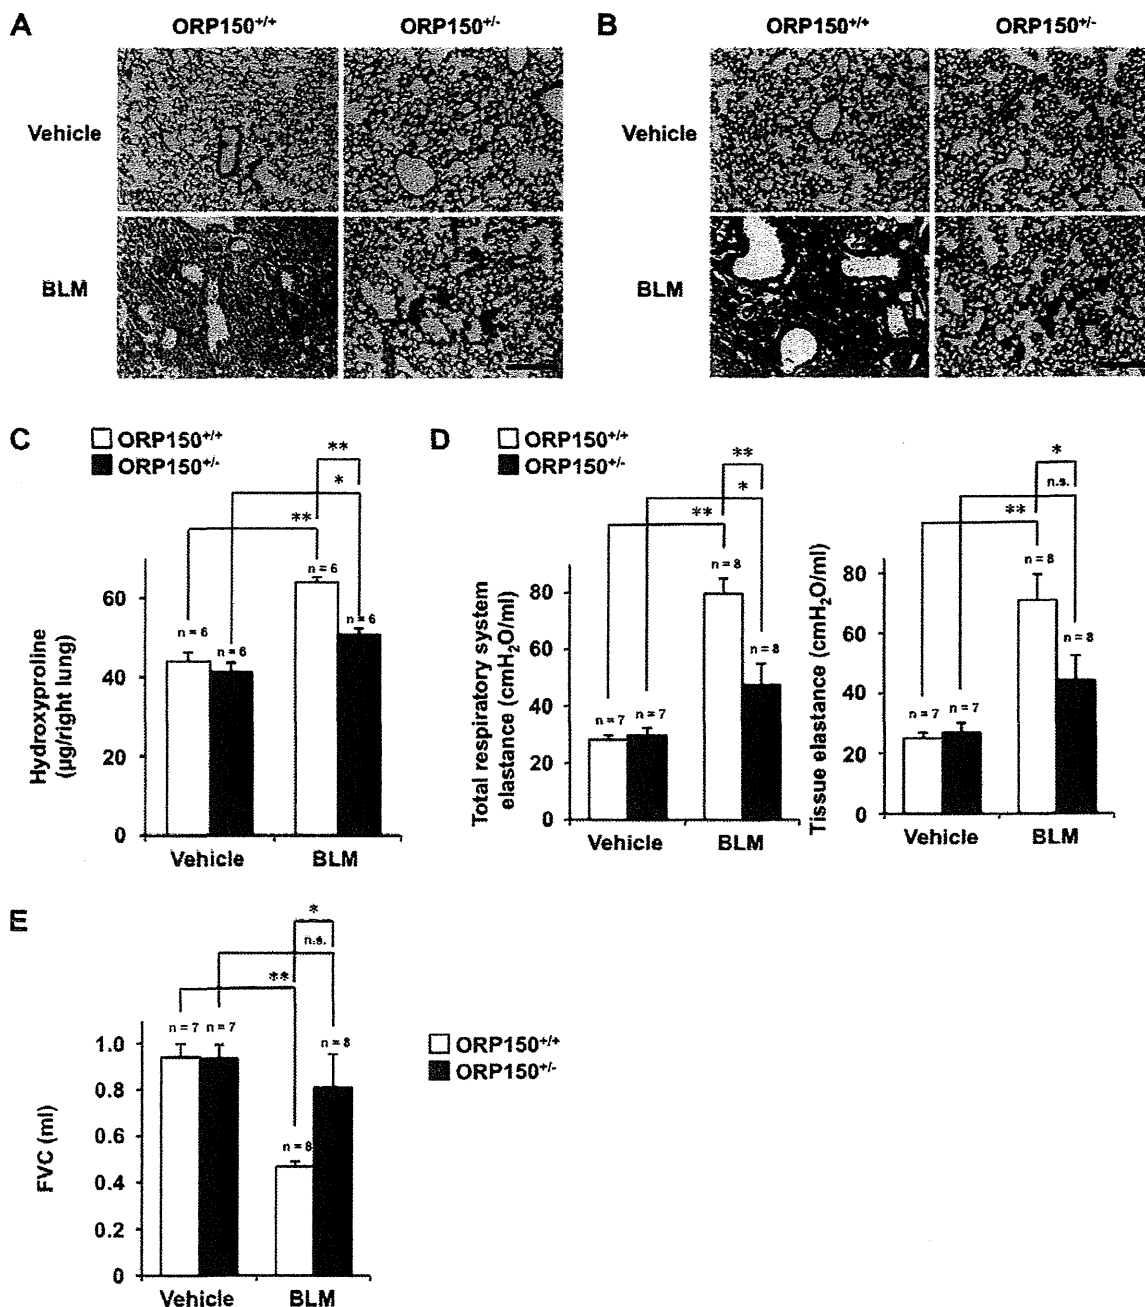 A
ORP150+/+
ORP150+/-
Vehicle
BLM
B
ORP150+/+
ORP150+/-
Vehicle
BLM
C
ORP150+/+
ORP150+/-
**
*
**
Hydroxyproline
(µg/right lung)
60
40
20
0
n = 6
n = 6
n = 6
n = 6
Vehicle
BLM
D
ORP150+/+
ORP150+/-
**
*
**
Total respiratory system
elastance (cmH2O/ml)
80
60
40
20
0
n = 7
n = 7
n = 8
n = 8
Vehicle
BLM
*
n.s.
**
Tissue elastance (cmH2O/ml)
80
60
40
20
0
n = 7
n = 7
n = 8
n = 8
Vehicle
BLM
E
*
n.s.
**
FVC (ml)
1.0
0.8
0.6
0.4
0.2
0
n = 7
n = 7
n = 8
n = 8
Vehicle
BLM
ORP150+/+
ORP150+/-